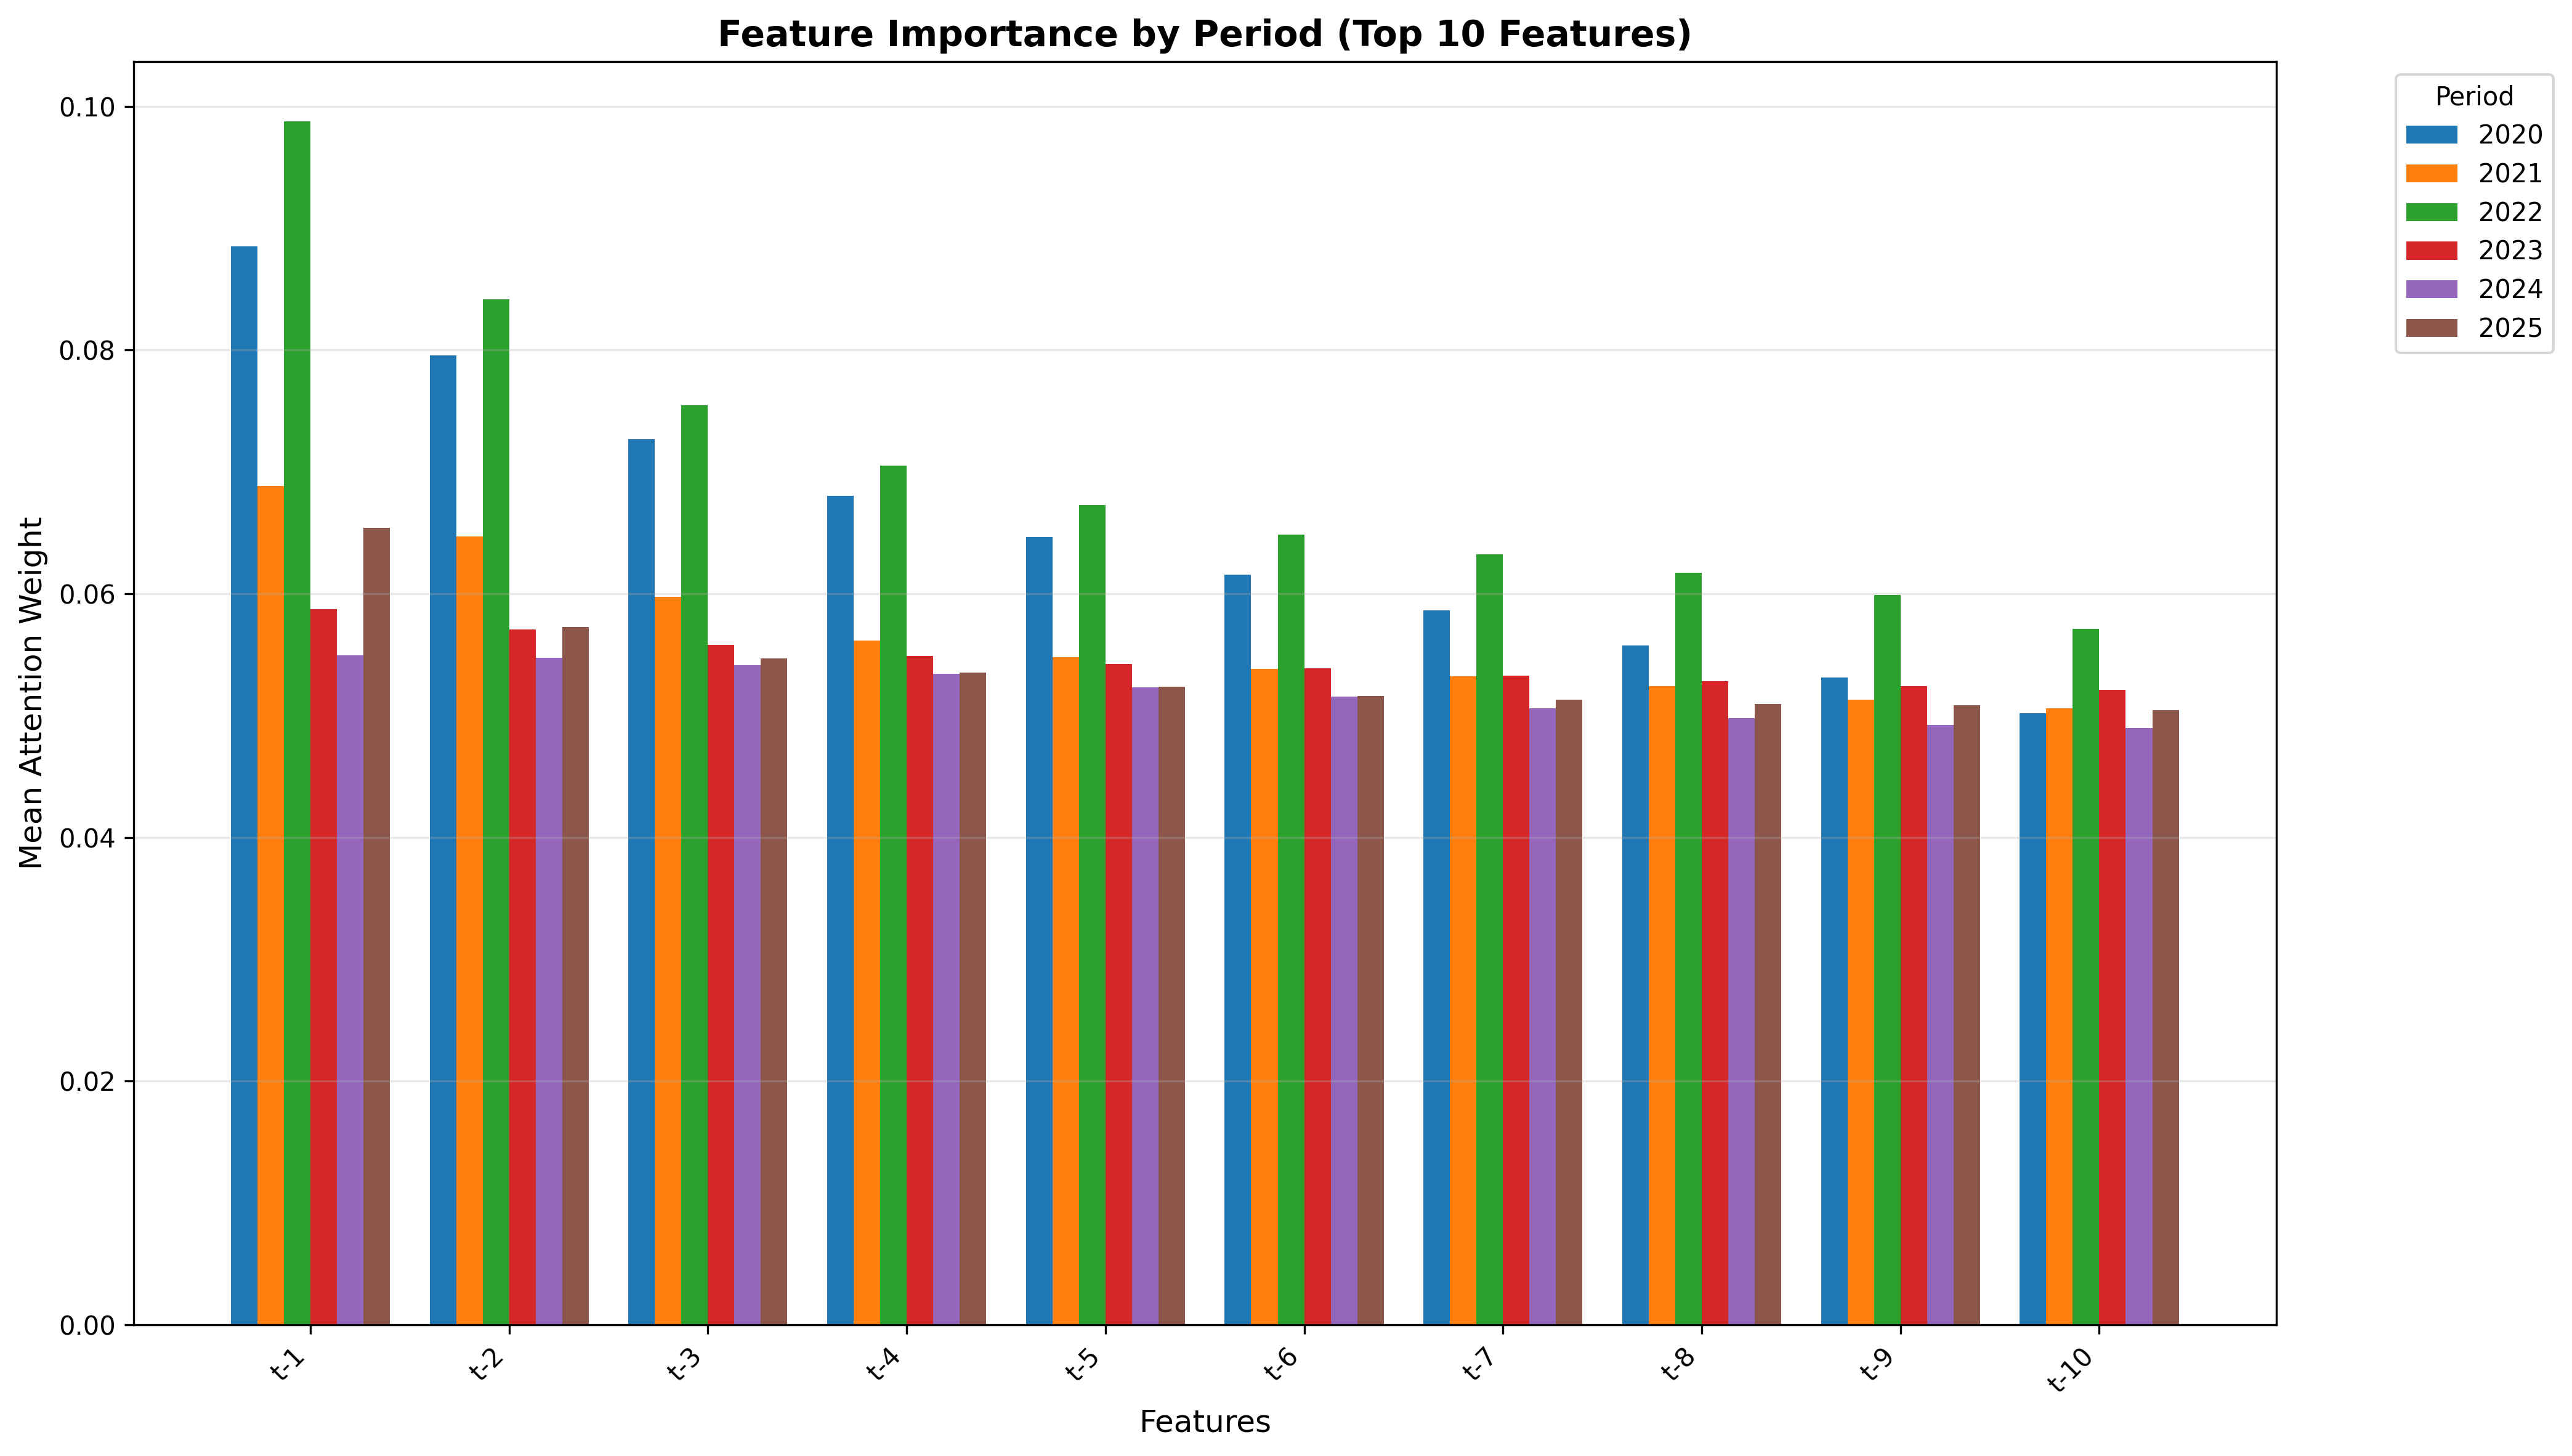 Feature Importance by Period (Top 10 Features)
Mean Attention Weight
0.10
0.08
0.06
0.04
0.02
0.00
t-1
t-2
t-3
t-4
t-5
t-6
t-7
t-8
t-9
t-10
Features
Period
2020
2021
2022
2023
2024
2025